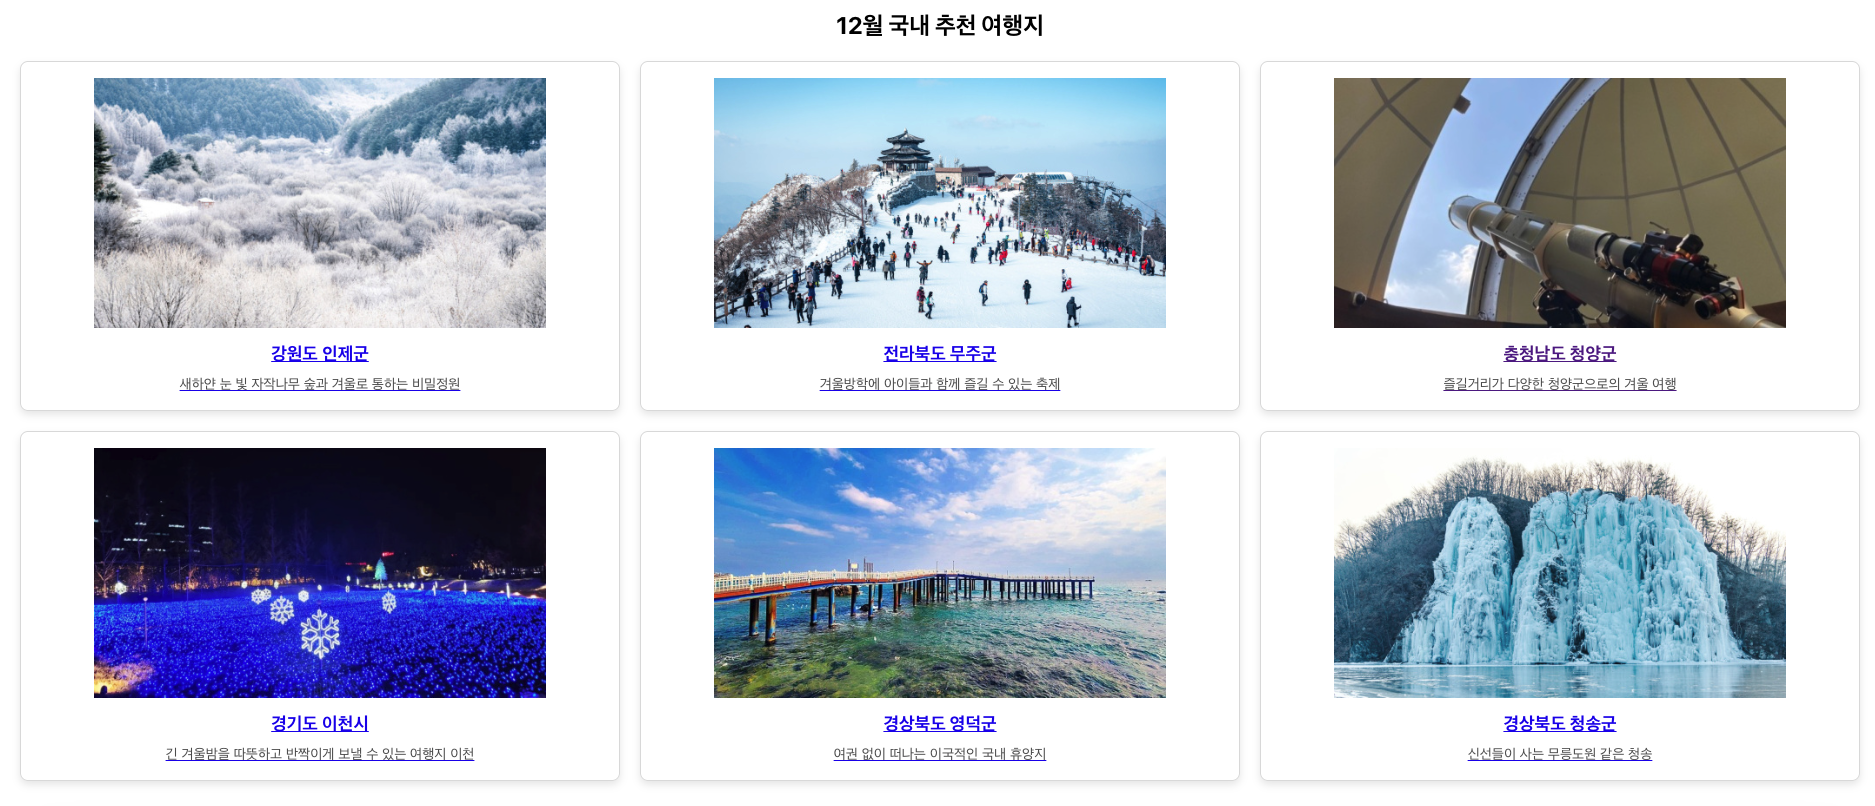 12월 국내 추천 여행지
강원도 인제군
새하얀 눈 빛 자작나무 숲과 겨울로 통하는 비밀정원
전라북도 무주군
겨울방학에 아이들과 함께 즐길 수 있는 축제
충청남도 청양군
즐길거리가 다양한 청양군으로의 겨울 여행
경기도 이천시
긴 겨울밤을 따뜻하고 반짝이게 보낼 수 있는 여행지 이천
경상북도 영덕군
여권 없이 떠나는 이국적인 국내 휴양지
경상북도 청송군
신선들이 사는 무릉도원 같은 청송